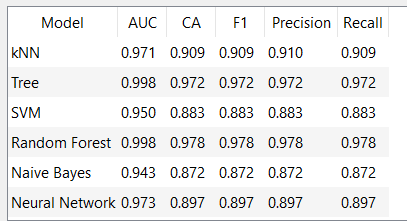 Model AUC CA F1 Precision Recall
kNN 0.971 0.909 0.909 0.910 0.909
Tree 0.998 0.972 0.972 0.972 0.972
SVM 0.950 0.883 0.883 0.883 0.883
Random Forest 0.998 0.978 0.978 0.978 0.978
Naive Bayes 0.943 0.872 0.872 0.872 0.872
Neural Network 0.973 0.897 0.897 0.897 0.897